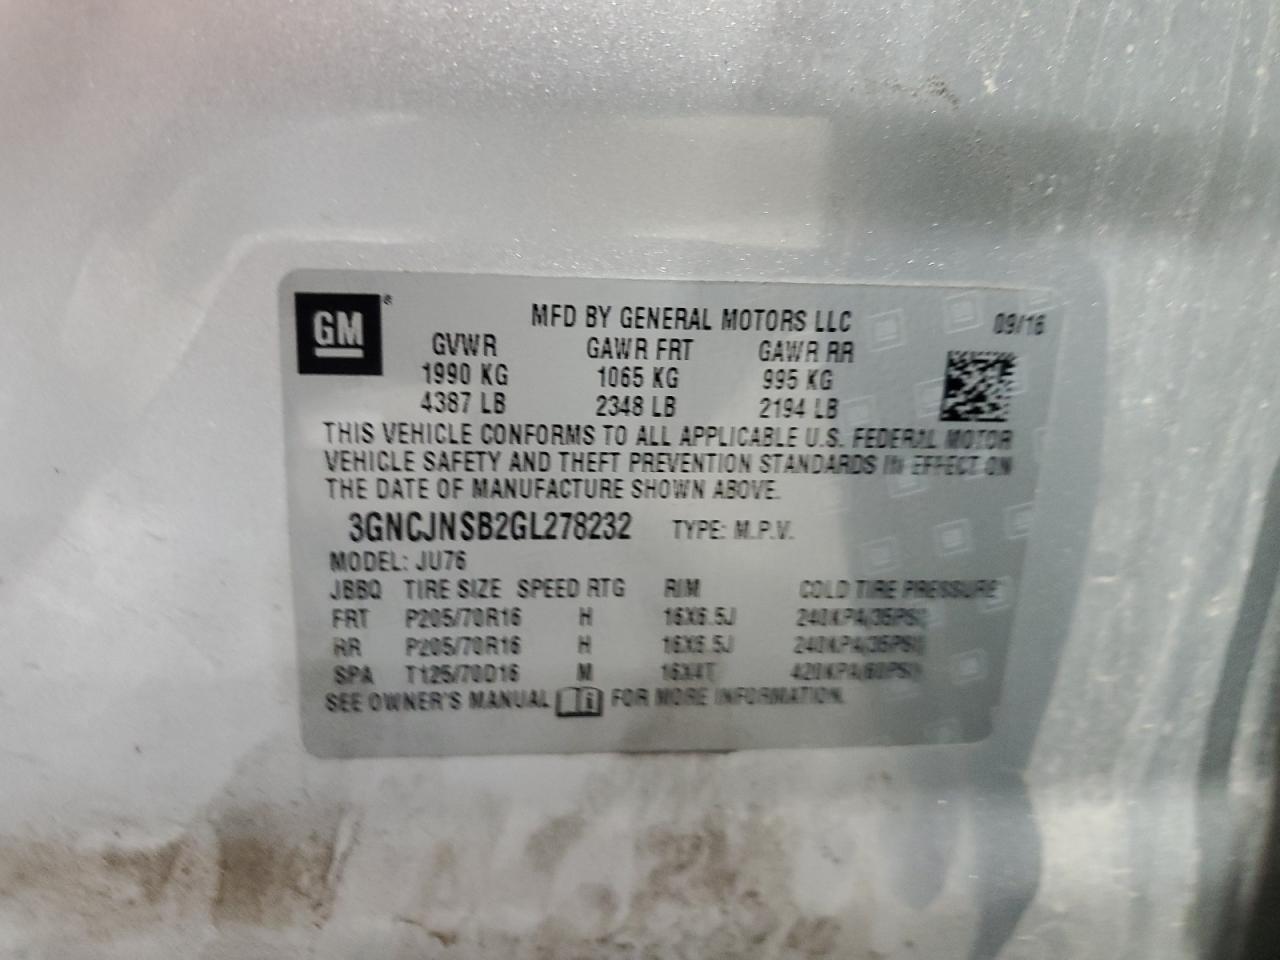 GM ®
MFD BY GENERAL MOTORS LLC 09/16
GVWR GAWR FRT GAWR RR
1990 KG 1065 KG 995 KG
4387 LB 2348 LB 2194 LB
THIS VEHICLE CONFORMS TO ALL APPLICABLE U.S. FEDERAL MOTOR
VEHICLE SAFETY AND THEFT PREVENTION STANDARDS IN EFFECT ON
THE DATE OF MANUFACTURE SHOWN ABOVE.
3GNCJNSB2GL278232 TYPE: M.P.V.
MODEL: JU76
JBBQ TIRE SIZE SPEED RTG RIM COLD TIRE PRESSURE
FRT P205/70R16 H 16X6.5J 240KPA(35PSI)
RR P205/70R16 H 16X6.5J 240KPA(35PSI)
SPA T125/70D16 M 16X4T 420KPA(60PSI)
SEE OWNER'S MANUAL FOR MORE INFORMATION.